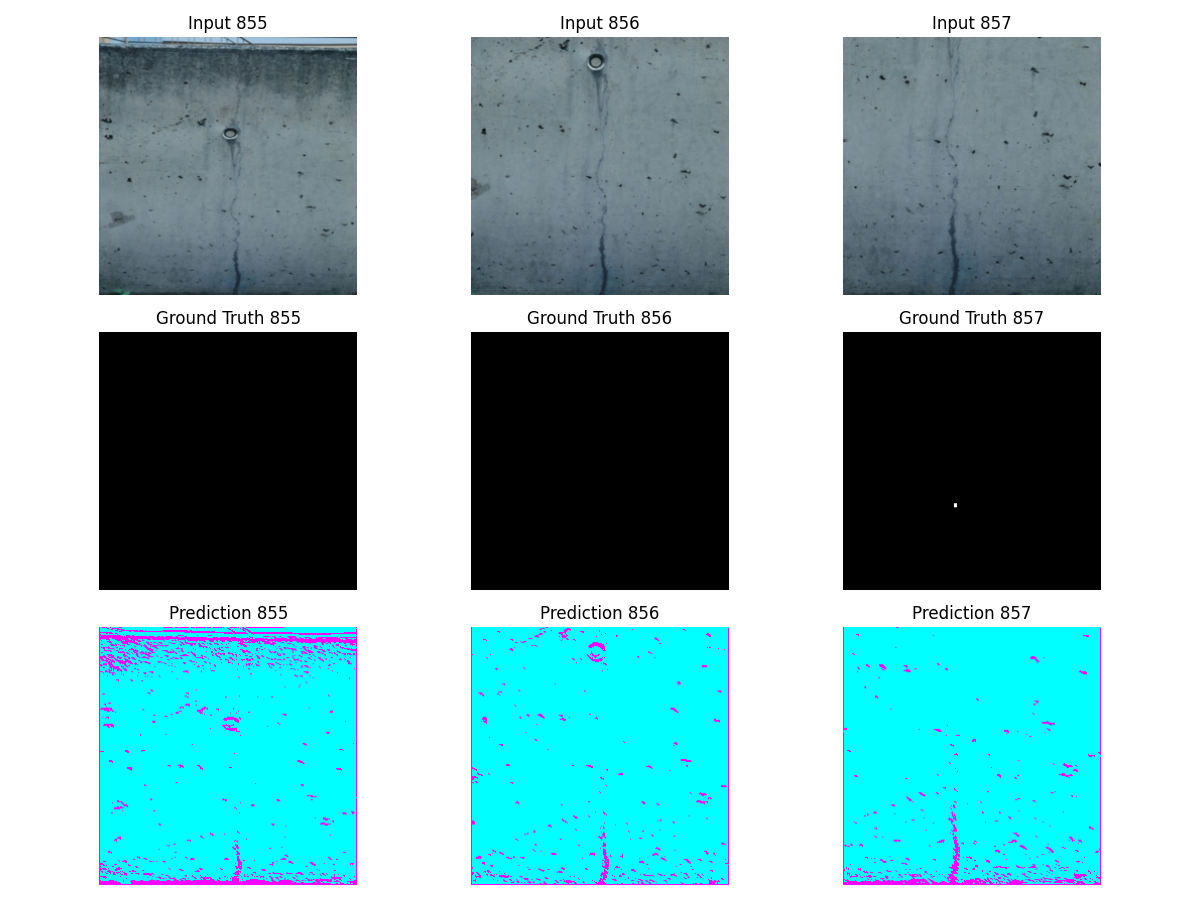 Input 855
Input 856
Input 857
Ground Truth 855
Ground Truth 856
Ground Truth 857
Prediction 855
Prediction 856
Prediction 857